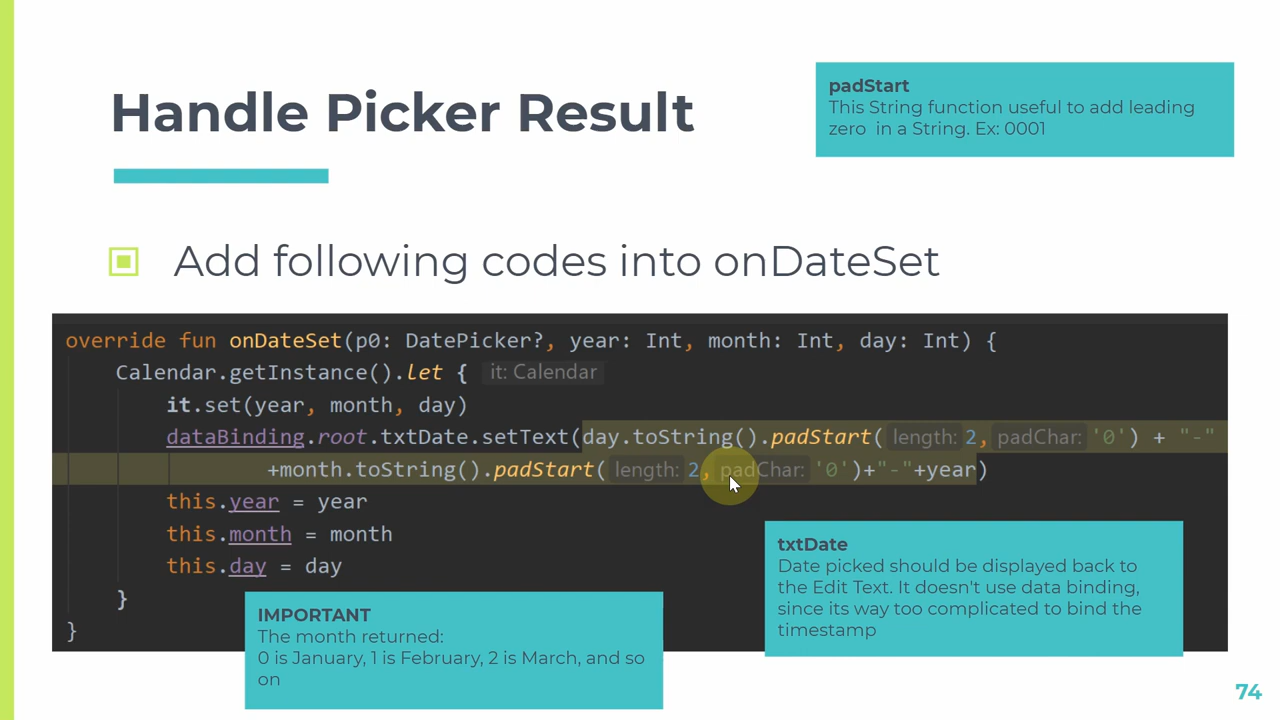 Handle Picker Result
padStart
This String function useful to add leading
zero in a String. Ex: 0001
Add following codes into onDateSet
override fun onDateSet(p0: DatePicker?, year: Int, month: Int, day: Int) {
Calendar.getInstance().let { it: Calendar
it.set(year, month, day)
dataBinding.root.txtDate.setText(day.toString().padStart( length: 2, padChar: '0') + "-"
+month.toString().padStart( length: 2, padChar: '0')+"-"+year)
this.year = year
this.month = month
this.day = day
}
}
txtDate
Date picked should be displayed back to
the Edit Text. It doesn't use data binding,
since its way too complicated to bind the
timestamp
IMPORTANT
The month returned:
0 is January, 1 is February, 2 is March, and so
on
74